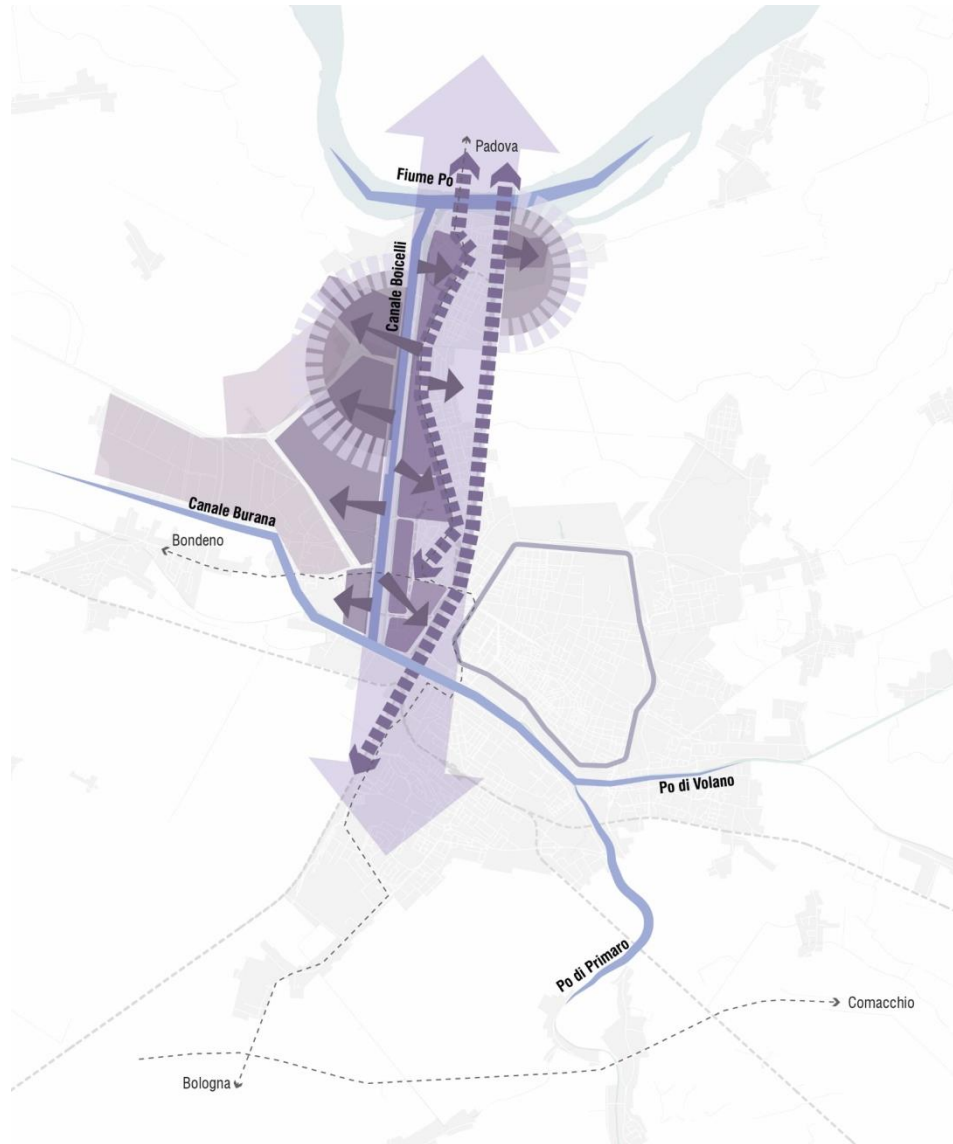 Padova
Fiume Po
Canale Boicelli
Canale Burana
Bondeno
Po di Volano
Po di Primaro
Comacchio
Bologna